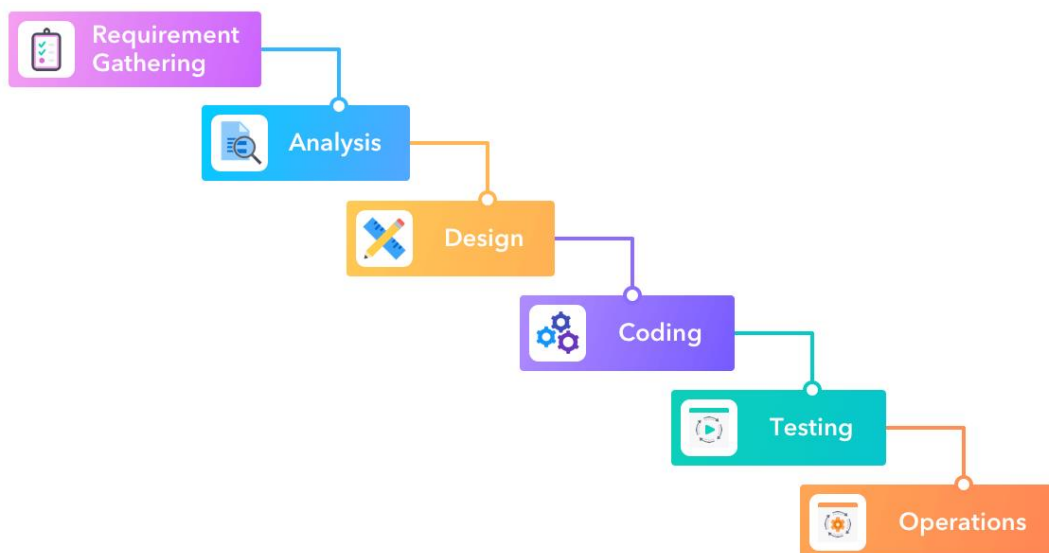 Requirement
Gathering
Analysis
Design
Coding
Testing
Operations